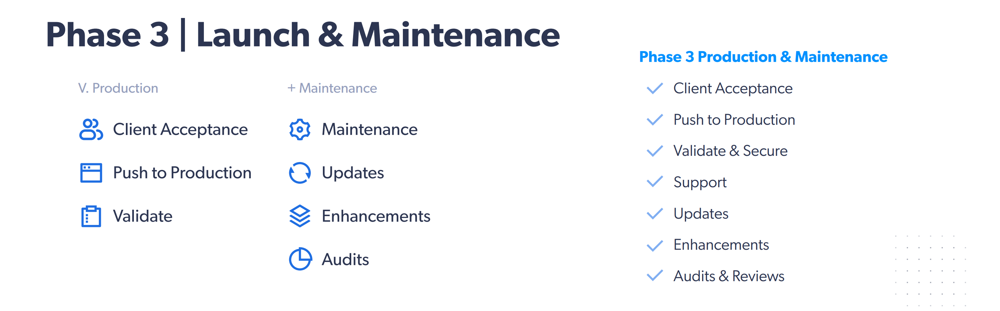 Phase 3 | Launch & Maintenance
V. Production
Client Acceptance
Push to Production
Validate
+ Maintenance
Maintenance
Updates
Enhancements
Audits
Phase 3 Production & Maintenance
Client Acceptance
Push to Production
Validate & Secure
Support
Updates
Enhancements
Audits & Reviews